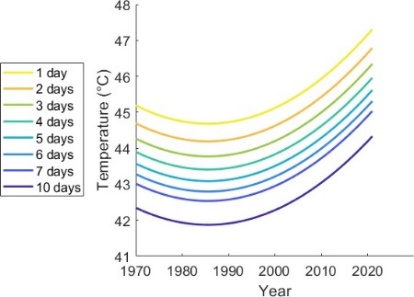 48
47
46
45
44
43
42
41
Temperature (°C)
1 day
2 days
3 days
4 days
5 days
6 days
7 days
10 days
1970 1980 1990 2000 2010 2020
Year